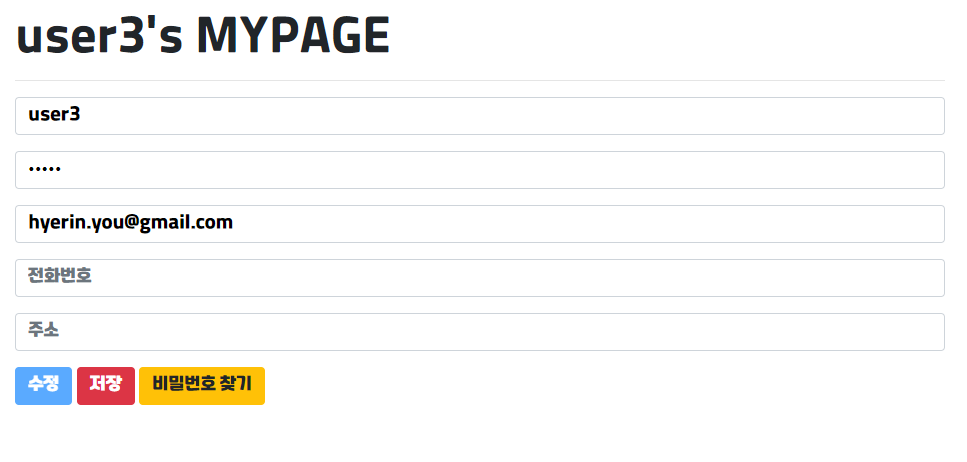 user3's MYPAGE
user3
•••••
hyerin.you@gmail.com
전화번호
주소
수정 저장 비밀번호 찾기